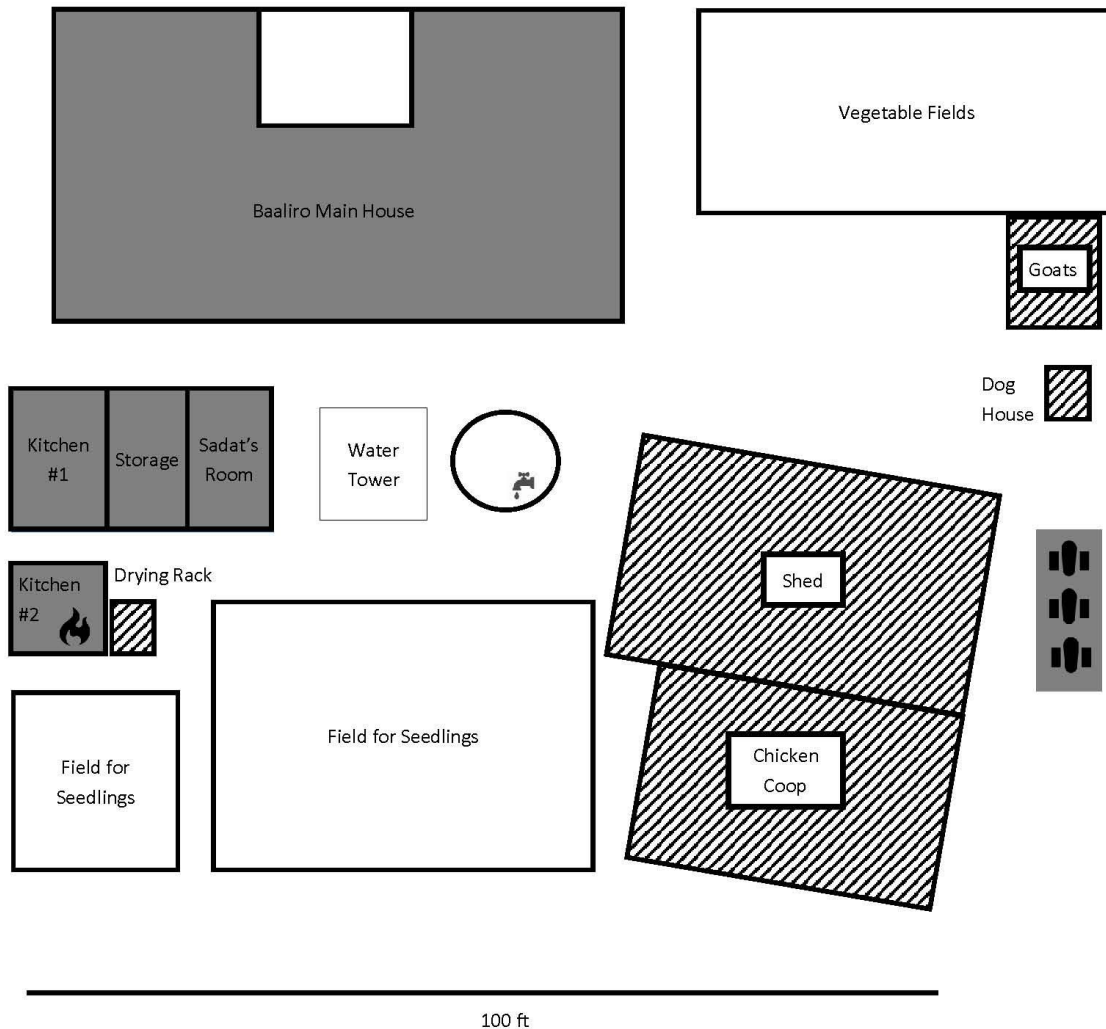 Vegetable Fields
Baaliro Main House
Goats
Dog
House
Kitchen
#1
Storage
Sadat's
Room
Water
Tower
Kitchen
#2
Drying Rack
Shed
Field for Seedlings
Field for
Seedlings
Chicken
Coop
100 ft